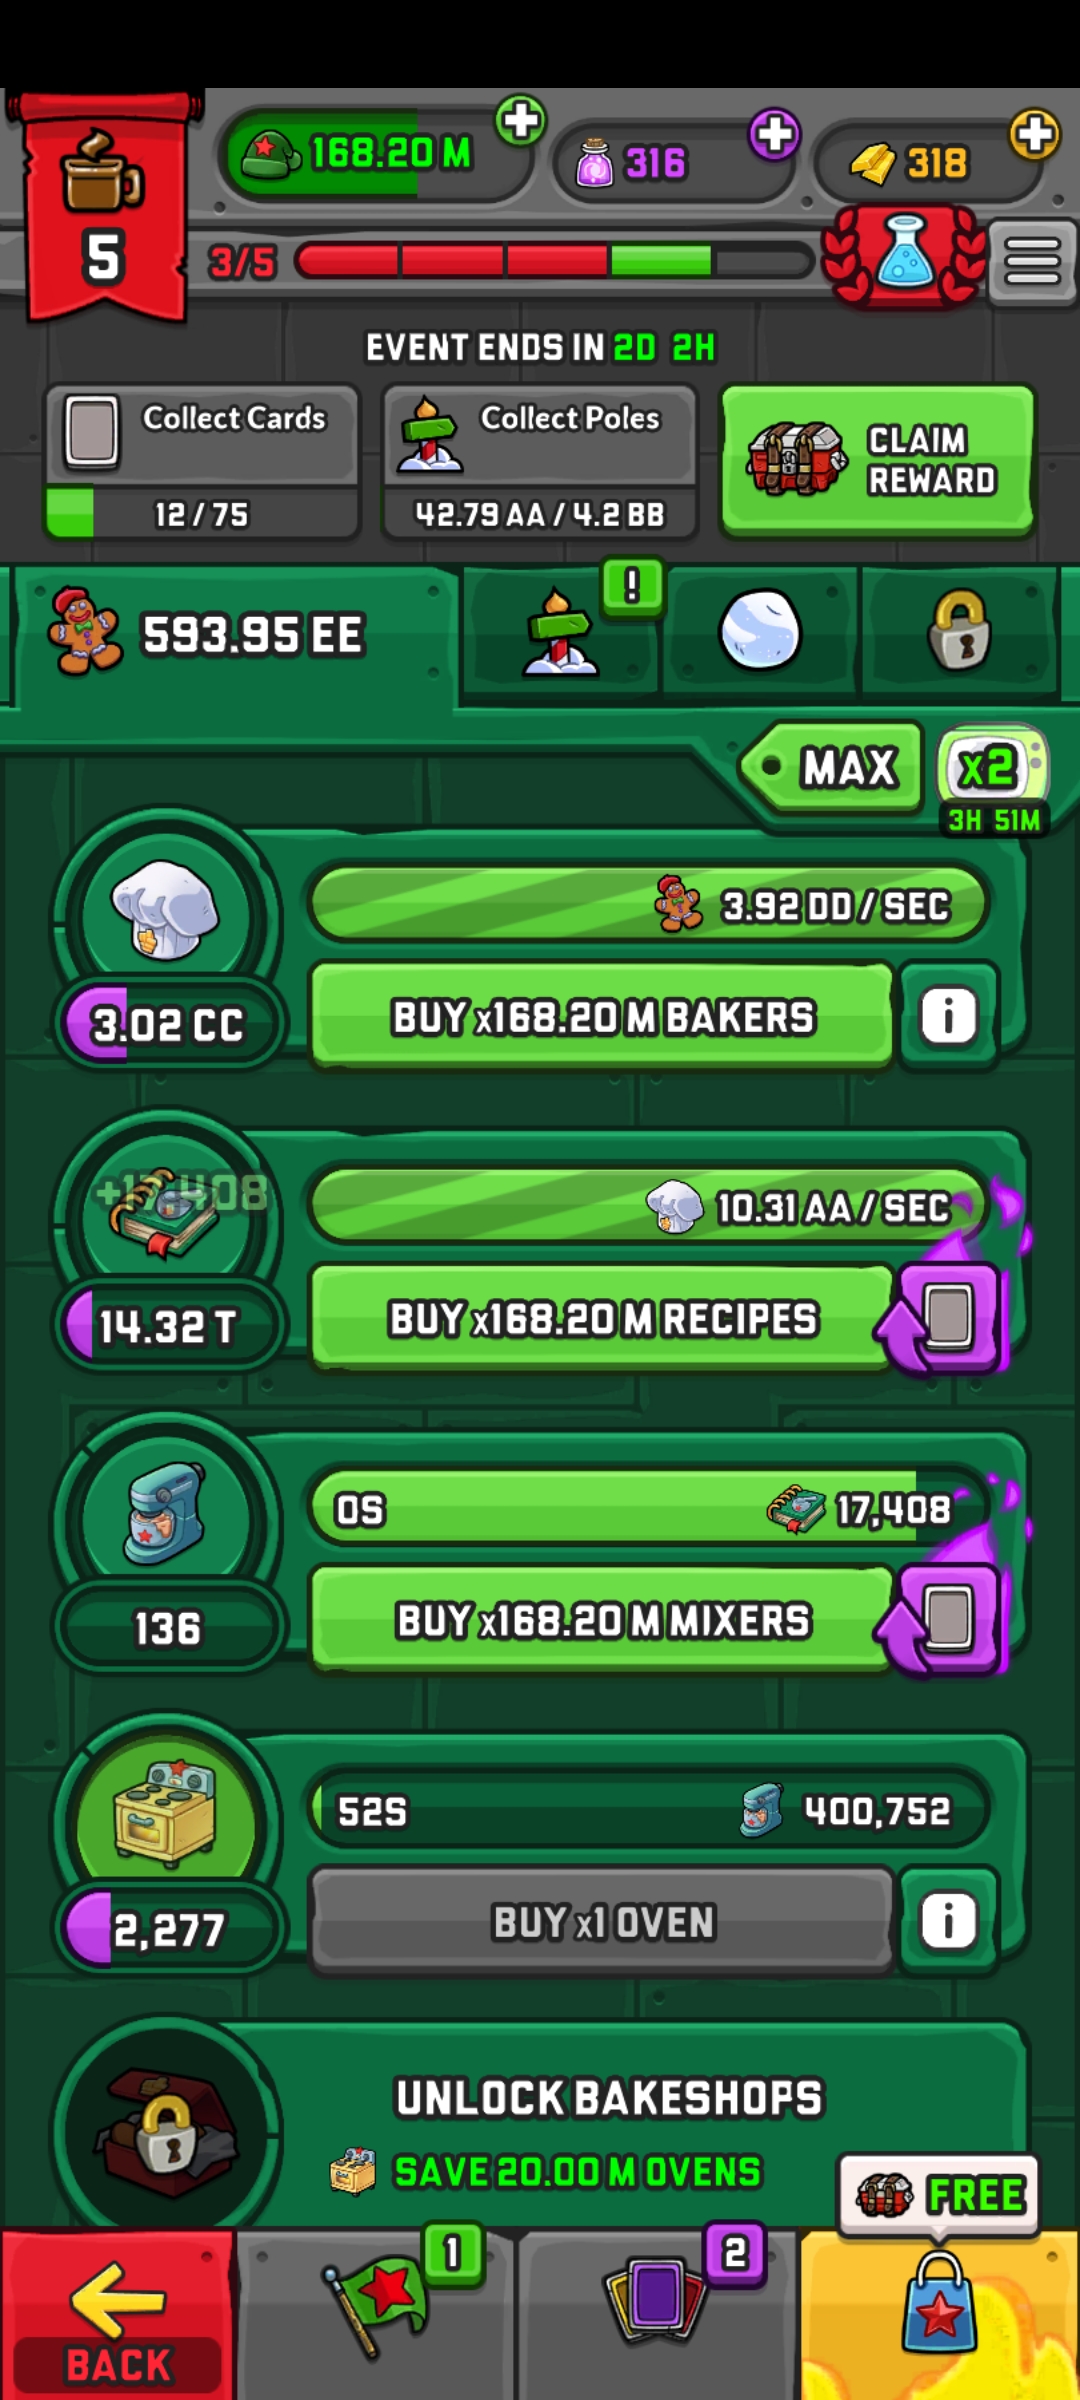 168.20 M
316
318
5
3/5
EVENT ENDS IN 2D 2H
Collect Cards
12 / 75
Collect Poles
42.79 AA / 4.2 BB
CLAIM
REWARD
593.95 EE
!
MAX
x2
3H 51M
3.92 DD / SEC
3.02 CC
BUY x168.20 M BAKERS
i
+17,408
10.31 AA / SEC
14.32 T
BUY x168.20 M RECIPES
0S
17,408
136
BUY x168.20 M MIXERS
52S
400,752
2,277
BUY x1 OVEN
i
UNLOCK BAKESHOPS
SAVE 20.00 M OVENS
FREE
1
2
BACK